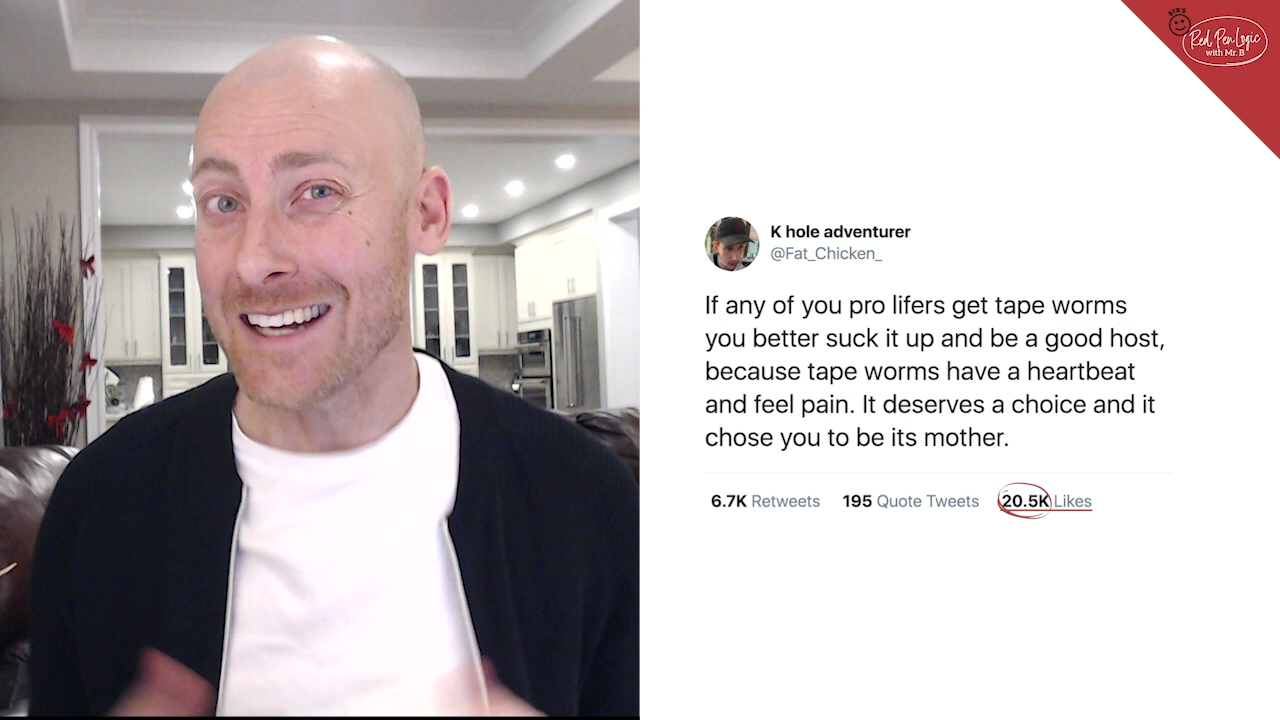 STR'S
Red Pen Logic
with Mr. B
K hole adventurer
@Fat_Chicken_
If any of you pro lifers get tape worms
you better suck it up and be a good host,
because tape worms have a heartbeat
and feel pain. It deserves a choice and it
chose you to be its mother.
6.7K Retweets 195 Quote Tweets 20.5K Likes